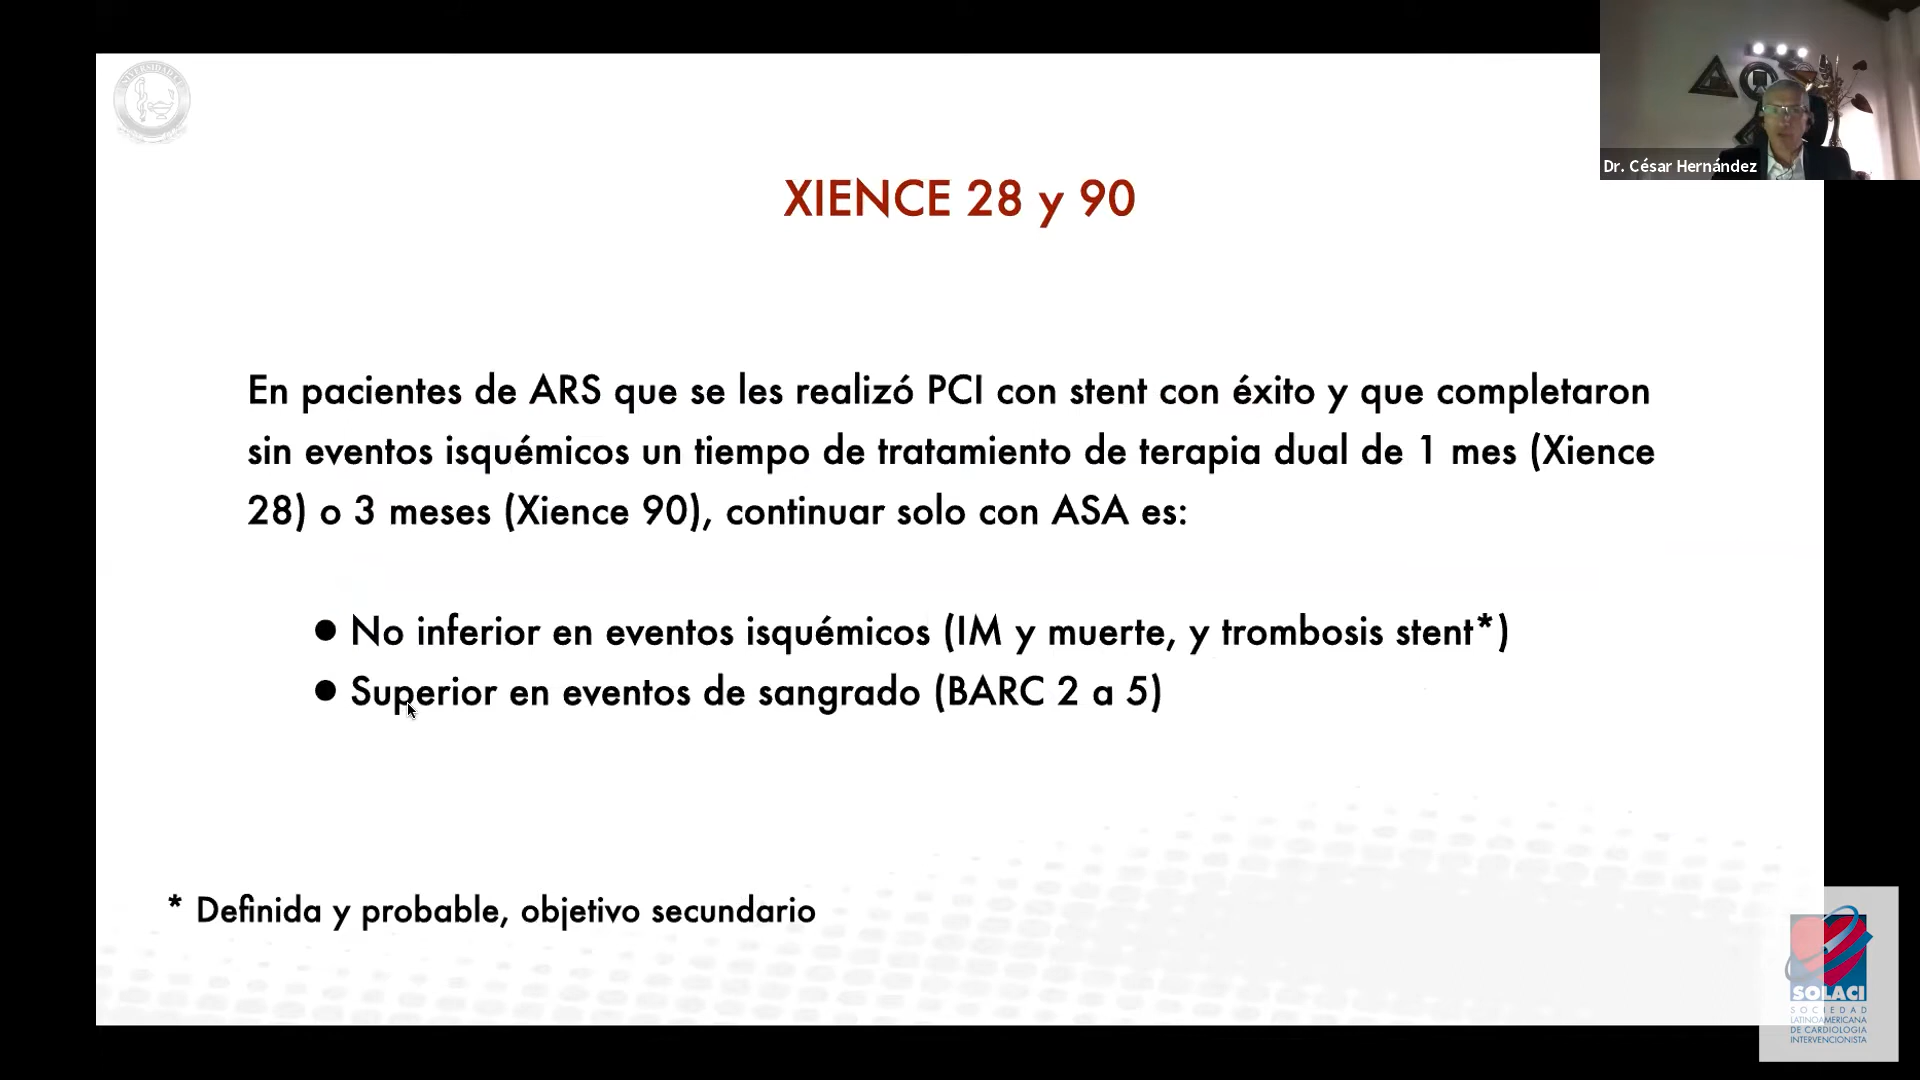 Dr. César Hernández
XIENCE 28 y 90
En pacientes de ARS que se les realizó PCI con stent con éxito y que completaron
sin eventos isquémicos un tiempo de tratamiento de terapia dual de 1 mes (Xience
28) o 3 meses (Xience 90), continuar solo con ASA es:
● No inferior en eventos isquémicos (IM y muerte, y trombosis stent*)
● Superior en eventos de sangrado (BARC 2 a 5)
* Definida y probable, objetivo secundario
SOLACI
SOCIEDAD
LATINOAMERICANA
DE CARDIOLOGIA
INTERVENCIONISTA